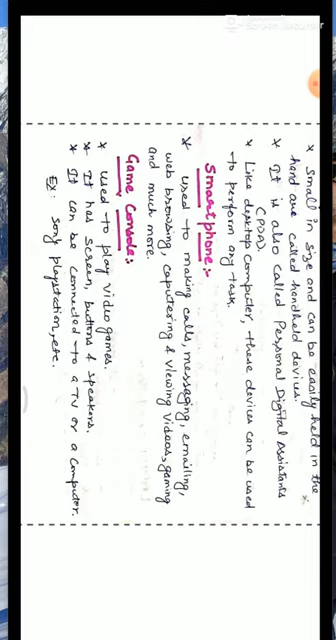 * Small in size and can be easily held in the
hand are called handheld devices.
* It is also called Personal Digital Assistants
(PDA).
* Like desktop computer, these devices can be used
to perform any task.
Smartphone:-
* used to making calls, messaging, emailing,
web browsing, caputering & viewing videos, gaming
and much more.
Game Console:-
* used to play video games.
* It has screen, buttons & speakers.
* It can be connected to a TV or a computer.
Ex: Sony playstation, etc.